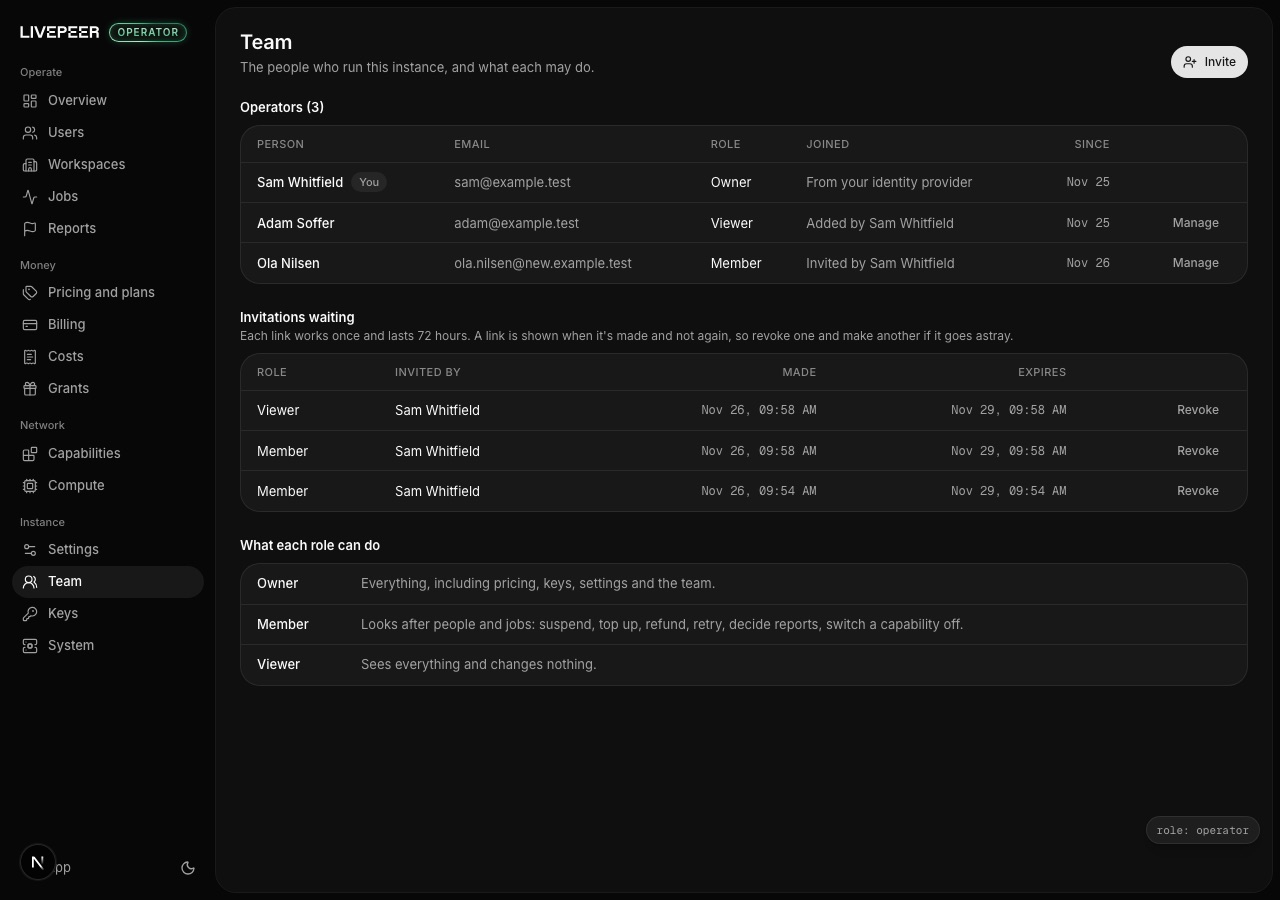 LIVEPEER OPERATOR
Operate
Overview
Users
Workspaces
Jobs
Reports
Money
Pricing and plans
Billing
Costs
Grants
Network
Capabilities
Compute
Instance
Settings
Team
Keys
System
N
Team
The people who run this instance, and what each may do.
Invite
Operators (3)
PERSON EMAIL ROLE JOINED SINCE
Sam Whitfield You sam@example.test Owner From your identity provider Nov 25
Adam Soffer adam@example.test Viewer Added by Sam Whitfield Nov 25 Manage
Ola Nilsen ola.nilsen@new.example.test Member Invited by Sam Whitfield Nov 26 Manage
Invitations waiting
Each link works once and lasts 72 hours. A link is shown when it's made and not again, so revoke one and make another if it goes astray.
ROLE INVITED BY MADE EXPIRES
Viewer Sam Whitfield Nov 26, 09:58 AM Nov 29, 09:58 AM Revoke
Member Sam Whitfield Nov 26, 09:58 AM Nov 29, 09:58 AM Revoke
Member Sam Whitfield Nov 26, 09:54 AM Nov 29, 09:54 AM Revoke
What each role can do
Owner Everything, including pricing, keys, settings and the team.
Member Looks after people and jobs: suspend, top up, refund, retry, decide reports, switch a capability off.
Viewer Sees everything and changes nothing.
role: operator